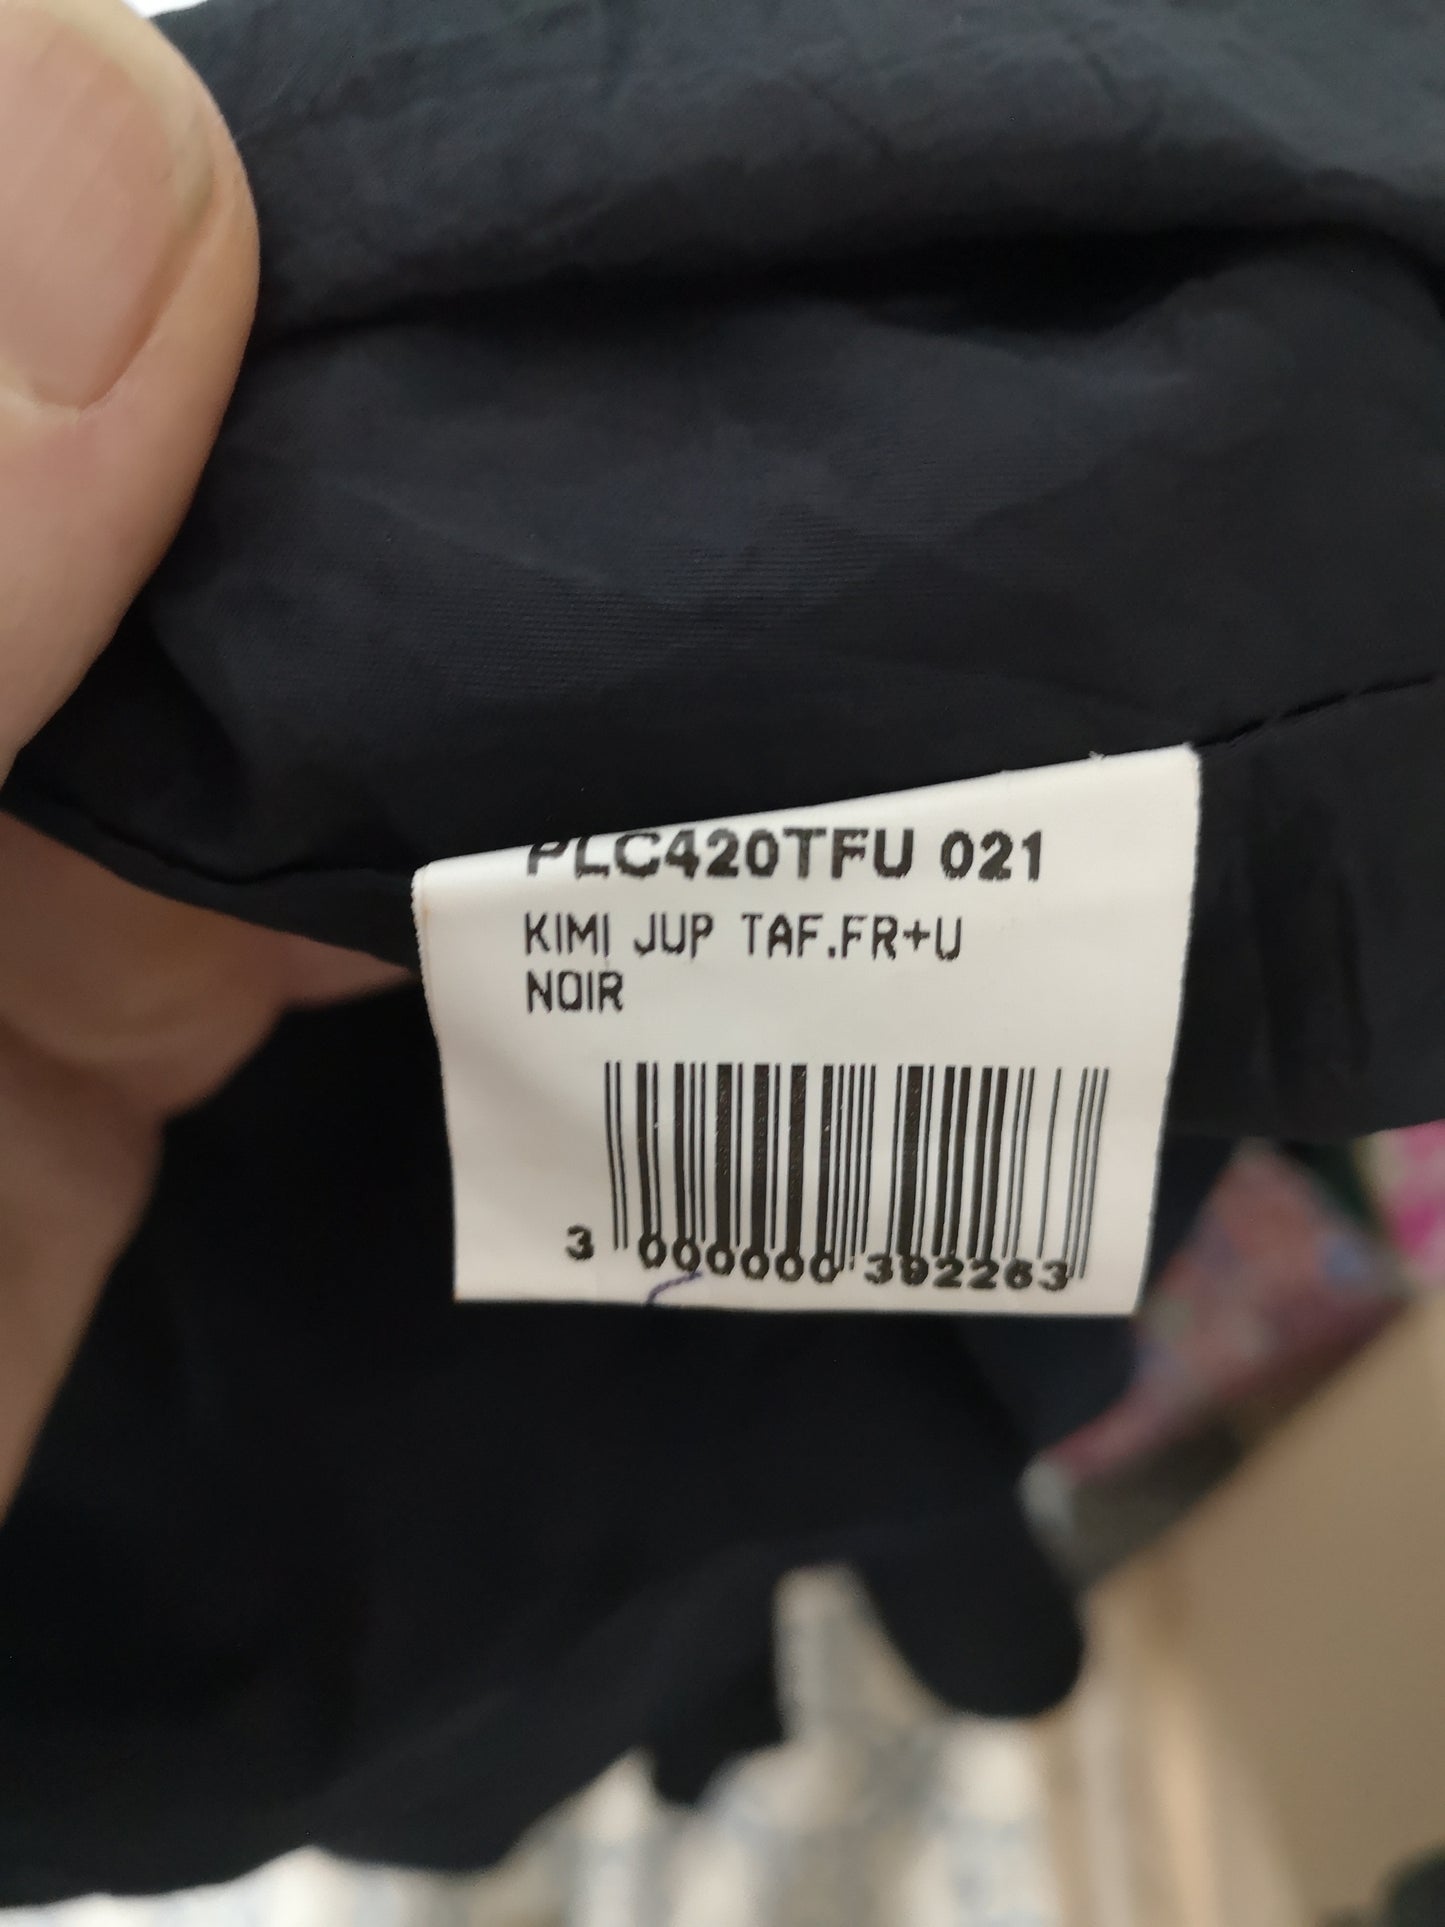 PLC420TFU 021
KIMI JUP TAF.FR+U
NOIR
3 000000 392263